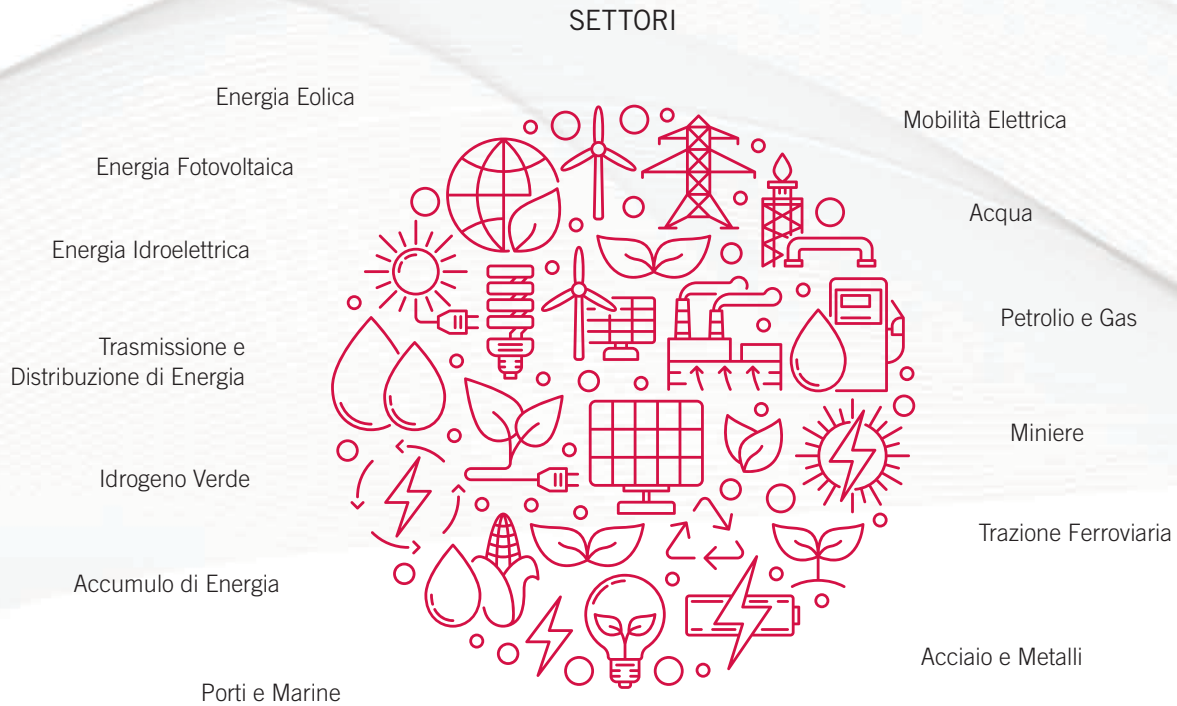 SETTORI
Energia Eolica
Energia Fotovoltaica
Energia Idroelettrica
Trasmissione e
Distribuzione di Energia
Idrogeno Verde
Accumulo di Energia
Porti e Marine
Mobilità Elettrica
Acqua
Petrolio e Gas
Miniere
Trazione Ferroviaria
Acciaio e Metalli